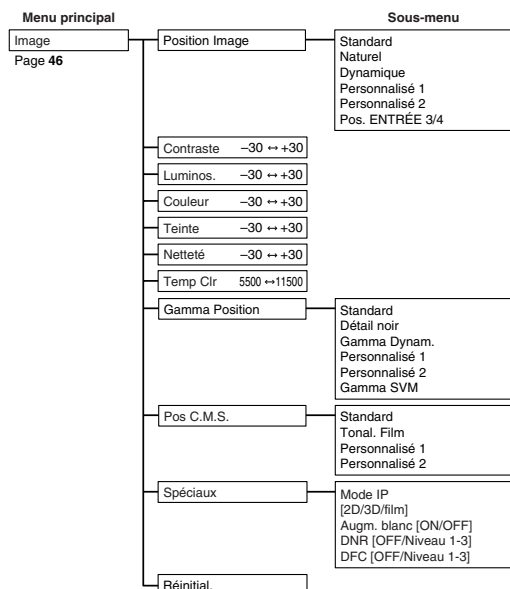 Menu principal
Sous-menu
Image
Page 46
Position Image
Standard
Naturel
Dynamique
Personnalisé 1
Personnalisé 2
Pos. ENTRÉE 3/4
Contraste –30 ↔ +30
Luminos. –30 ↔ +30
Couleur –30 ↔ +30
Teinte –30 ↔ +30
Netteté –30 ↔ +30
Temp Clr 5500 ↔11500
Gamma Position
Standard
Détail noir
Gamma Dynam.
Personnalisé 1
Personnalisé 2
Gamma SVM
Pos C.M.S.
Standard
Tonal. Film
Personnalisé 1
Personnalisé 2
Spéciaux
Mode IP
[2D/3D/film]
Augm. blanc [ON/OFF]
DNR [OFF/Niveau 1-3]
DFC [OFF/Niveau 1-3]
Réinitial.